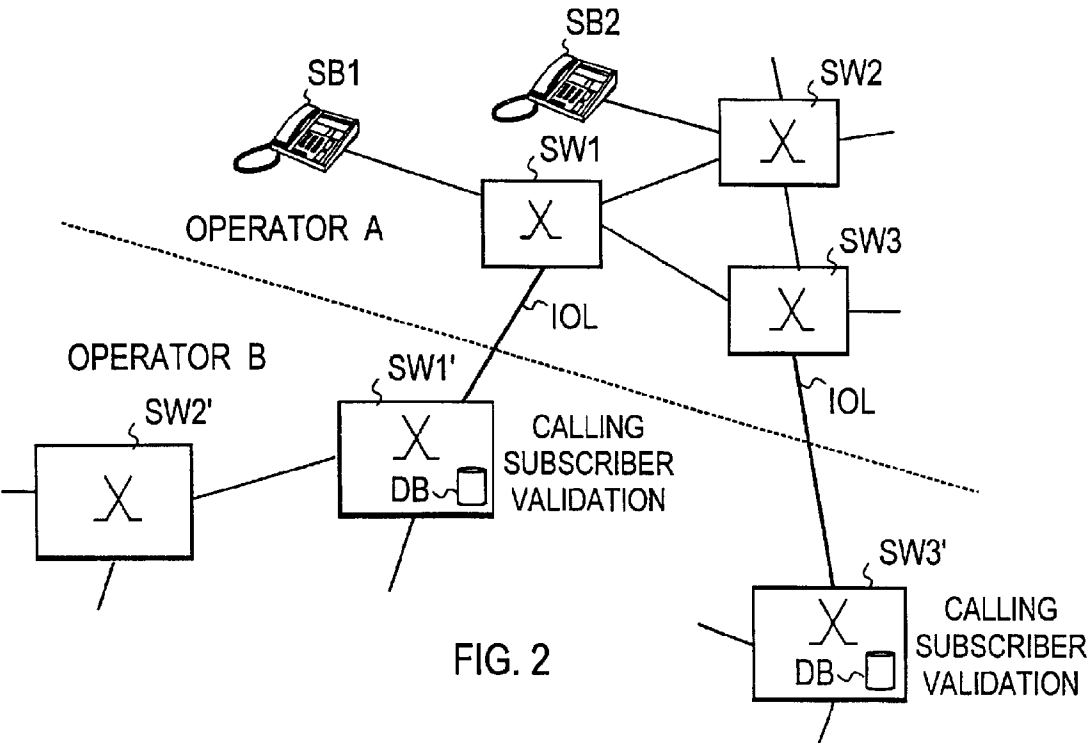 SB2
SB1
SW2
SW1
OPERATOR A
SW3
IOL
OPERATOR B
SW1'
IOL
SW2'
CALLING
SUBSCRIBER
VALIDATION
DB
SW3'
CALLING
SUBSCRIBER
VALIDATION
DB
FIG. 2